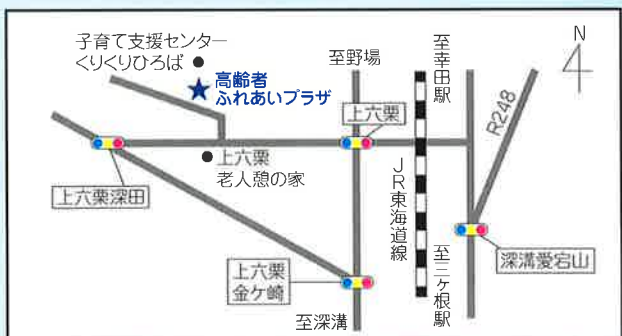 子育て支援センター
くりくりひろば
高齢者
ふれあいプラザ
至野場
至幸田駅
N
上六栗
R248
上六栗
老人憩の家
上六栗深田
JR東海道線
上六栗
金ケ崎
至三ヶ根駅
深溝愛宕山
至深溝